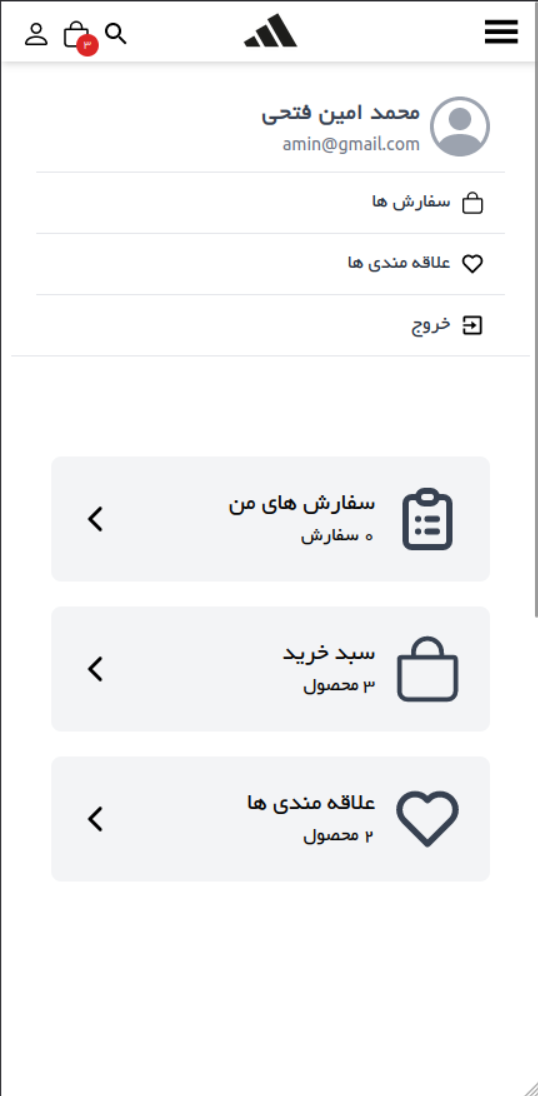 ۳
محمد امین فتحی
amin@gmail.com
سفارش ها
علاقه مندی ها
خروج
سفارش های من
۰ سفارش
سبد خرید
۳ محصول
علاقه مندی ها
۲ محصول